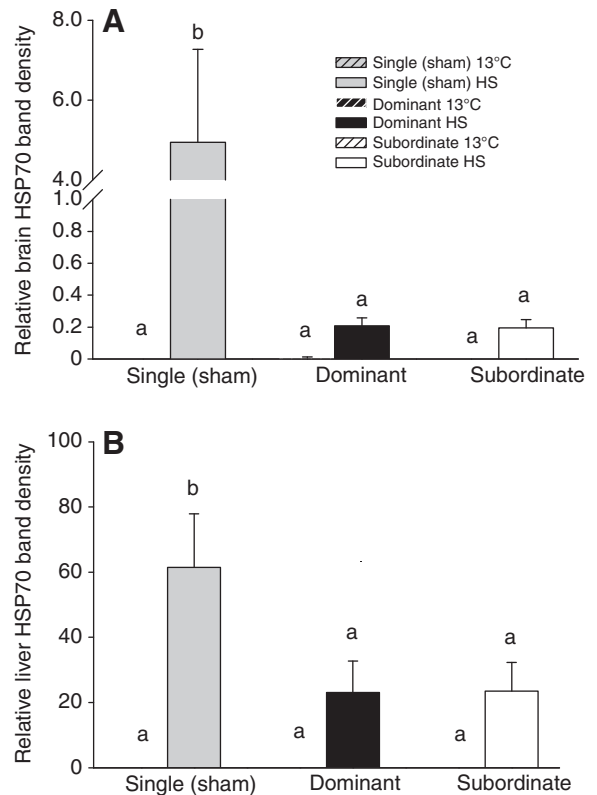 A
Relative brain HSP70 band density
8.0
6.0
4.0
1.0
0.8
0.6
0.4
0.2
0
b
a
a
a
a
a
Single (sham) 13°C
Single (sham) HS
Dominant 13°C
Dominant HS
Subordinate 13°C
Subordinate HS
Single (sham)
Dominant
Subordinate
B
Relative liver HSP70 band density
100
80
60
40
20
0
b
a
a
a
a
a
Single (sham)
Dominant
Subordinate